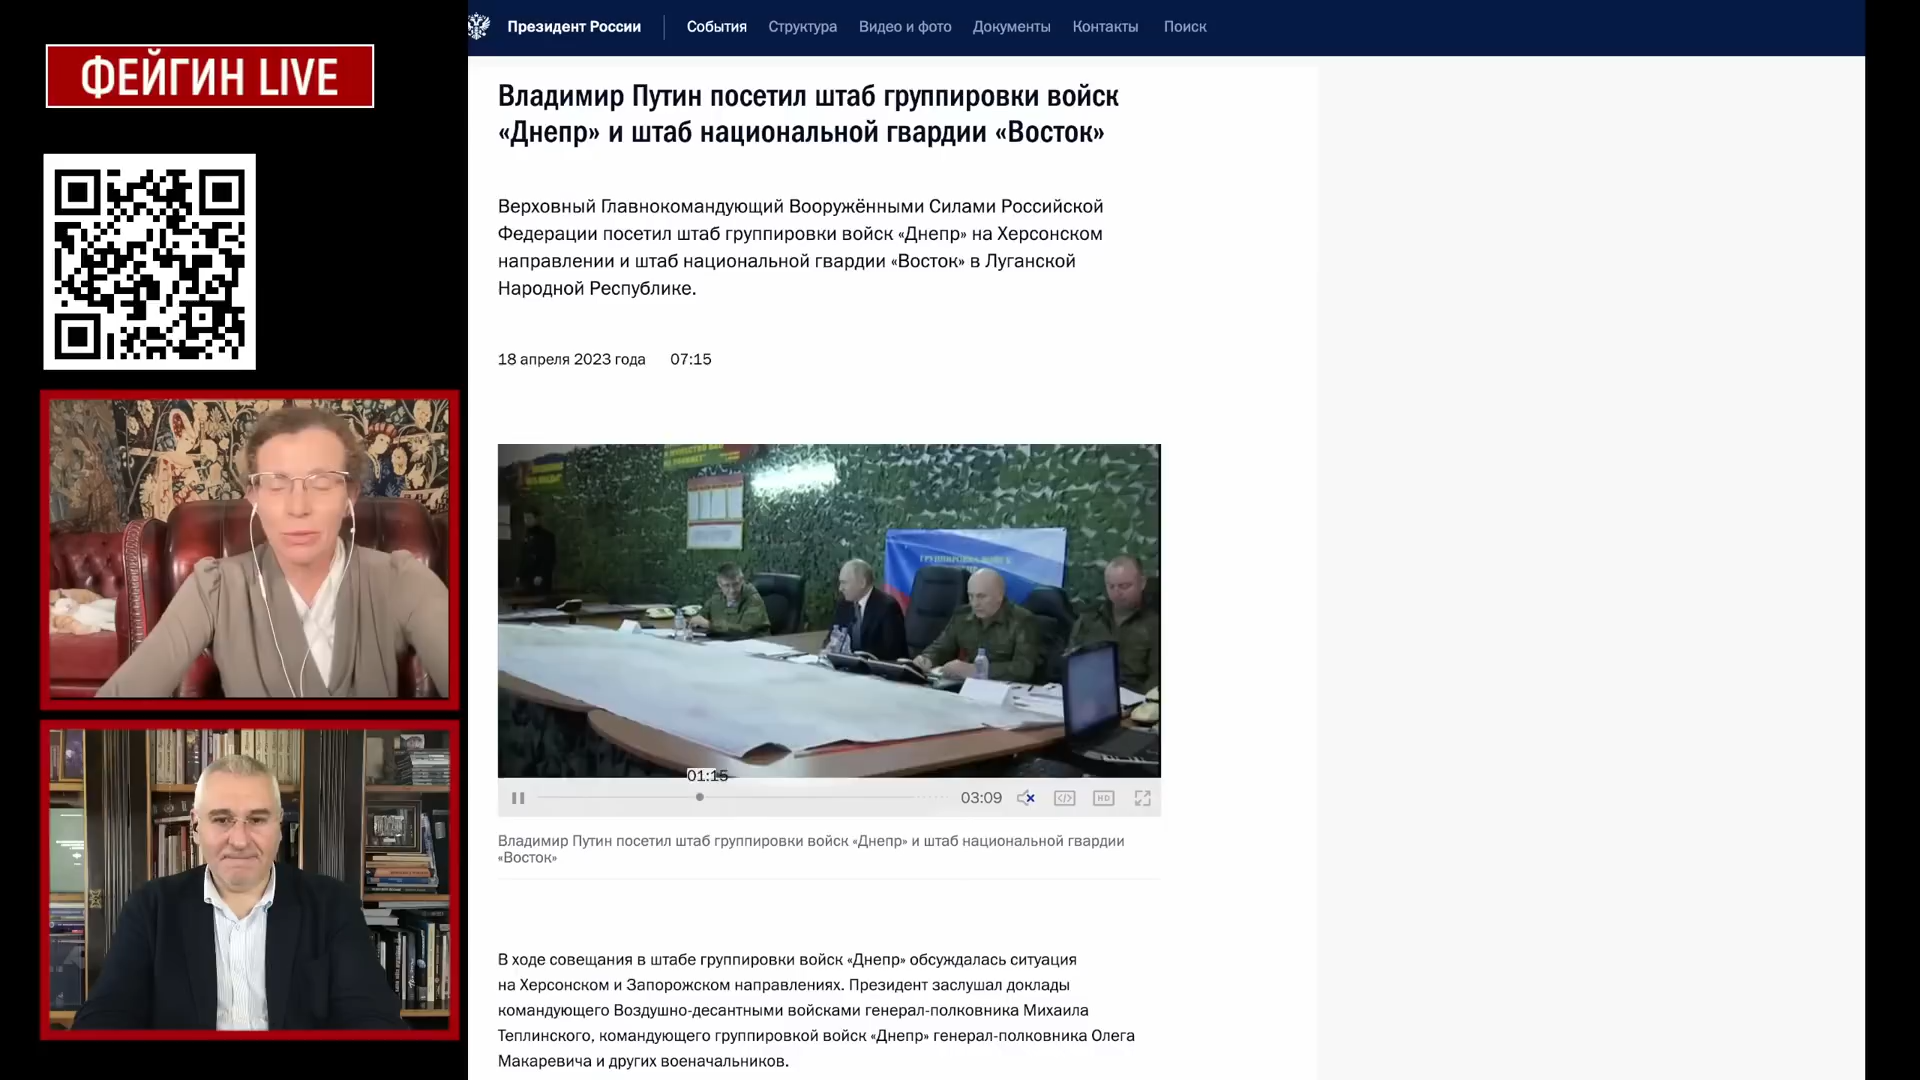 ФЕЙГИН LIVE
Президент России
События
Структура
Видео и фото
Документы
Контакты
Поиск
Владимир Путин посетил штаб группировки войск
«Днепр» и штаб национальной гвардии «Восток»
Верховный Главнокомандующий Вооружёнными Силами Российской
Федерации посетил штаб группировки войск «Днепр» на Херсонском
направлении и штаб национальной гвардии «Восток» в Луганской
Народной Республике.
18 апреля 2023 года 07:15
01:15
03:09
HD
Владимир Путин посетил штаб группировки войск «Днепр» и штаб национальной гвардии
«Восток»
В ходе совещания в штабе группировки войск «Днепр» обсуждалась ситуация
на Херсонском и Запорожском направлениях. Президент заслушал доклады
командующего Воздушно-десантными войсками генерал-полковника Михаила
Теплинского, командующего группировкой войск «Днепр» генерал-полковника Олега
Макаревича и других военачальников.